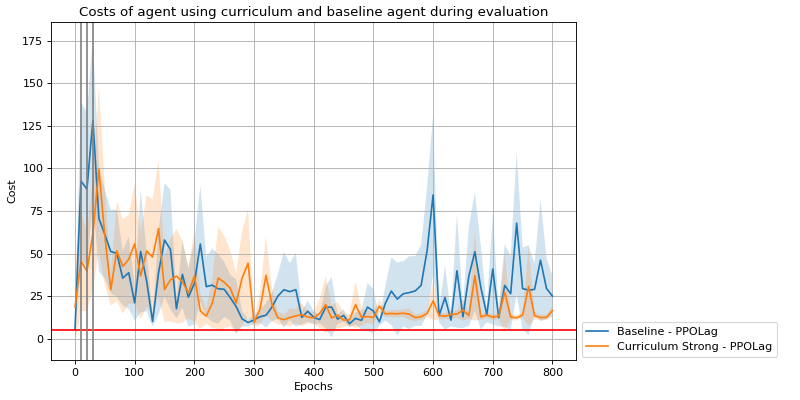 Costs of agent using curriculum and baseline agent during evaluation
175
150
125
100
75
50
25
0
Cost
0 100 200 300 400 500 600 700 800
Epochs
Baseline - PPOLag
Curriculum Strong - PPOLag